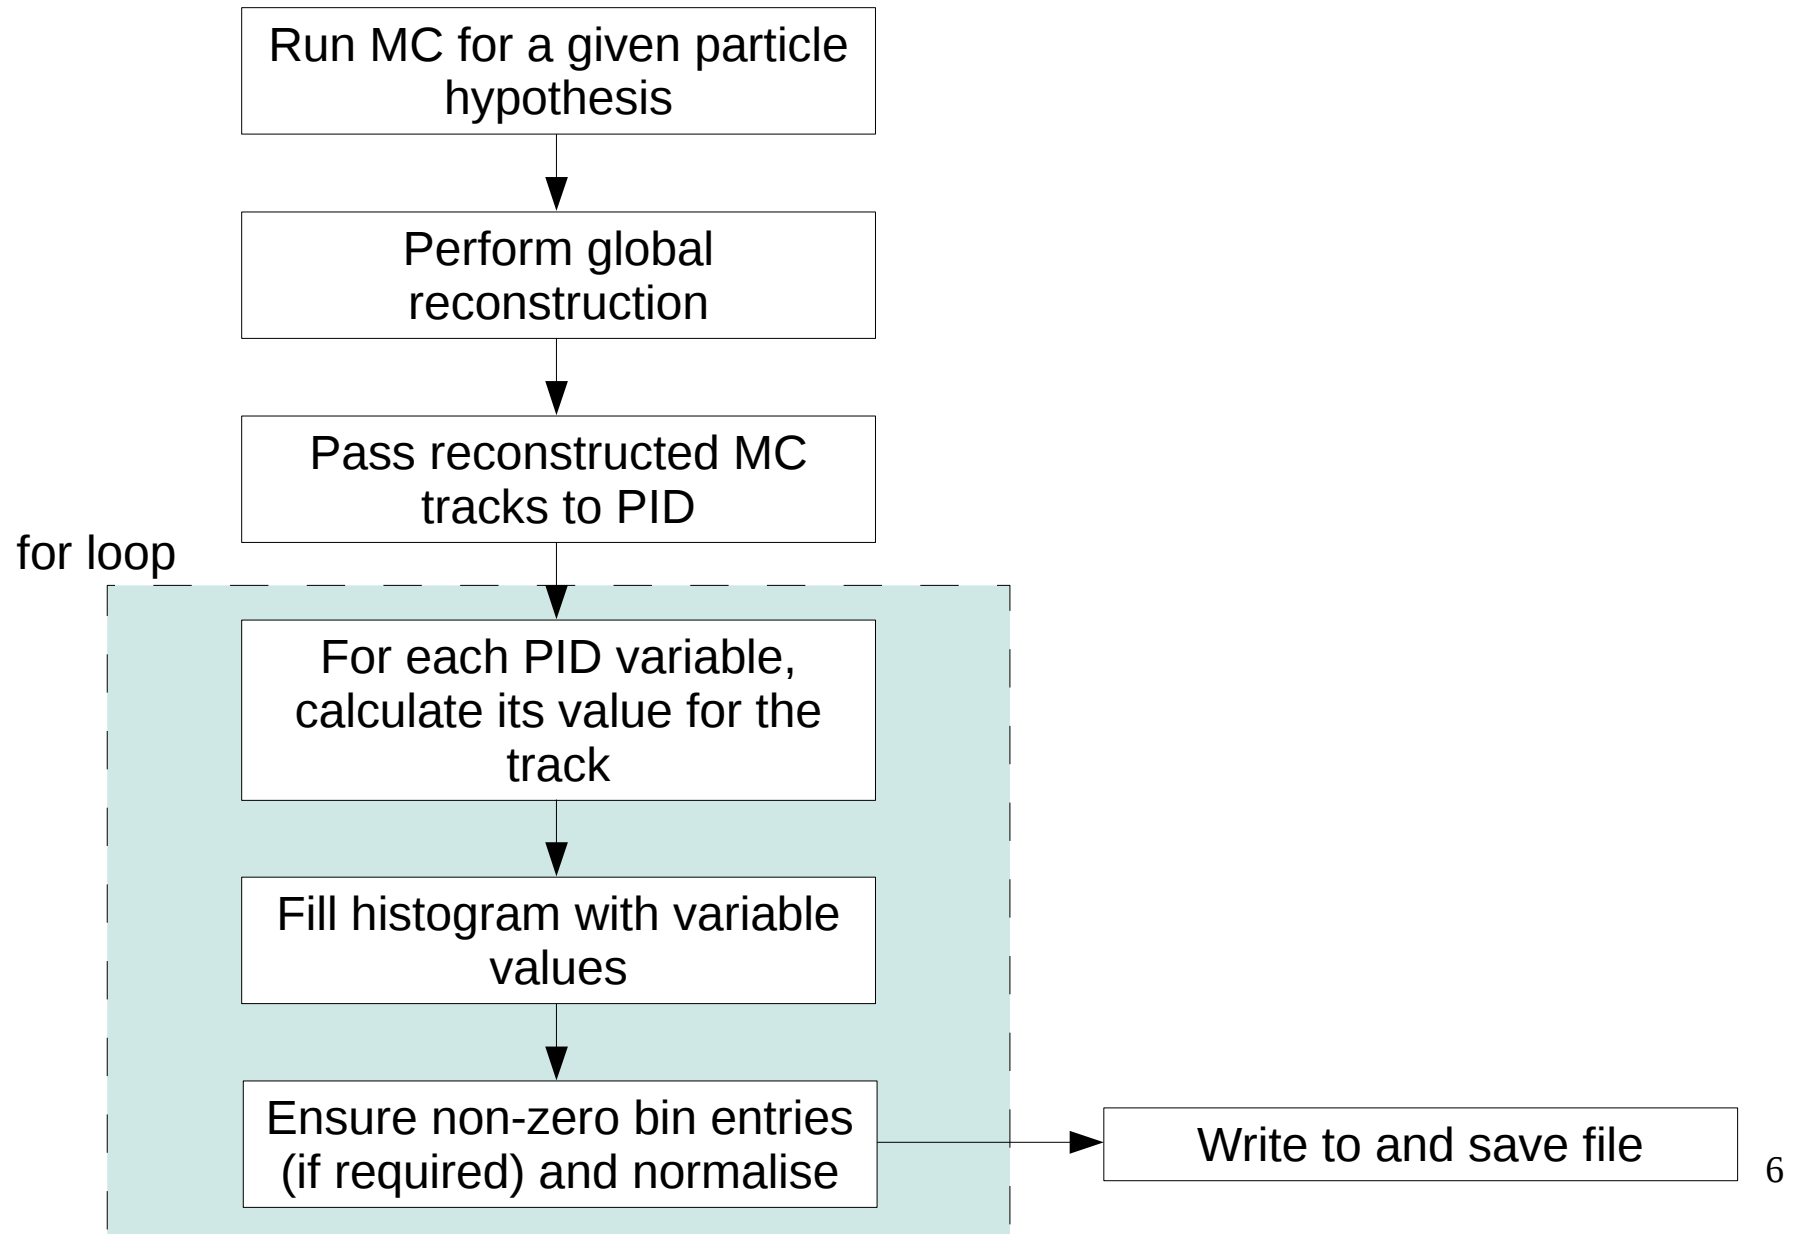 Run MC for a given particle
hypothesis
Perform global
reconstruction
Pass reconstructed MC
tracks to PID
for loop
For each PID variable,
calculate its value for the
track
Fill histogram with variable
values
Ensure non-zero bin entries
(if required) and normalise
Write to and save file
6